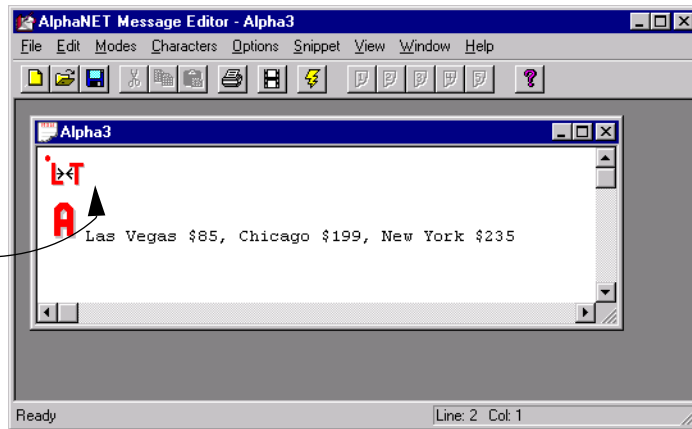 AlphaNET Message Editor - Alpha3
File Edit Modes Characters Options Snippet View Window Help
Alpha3
L T
A Las Vegas $85, Chicago $199, New York $235
Ready Line: 2 Col: 1